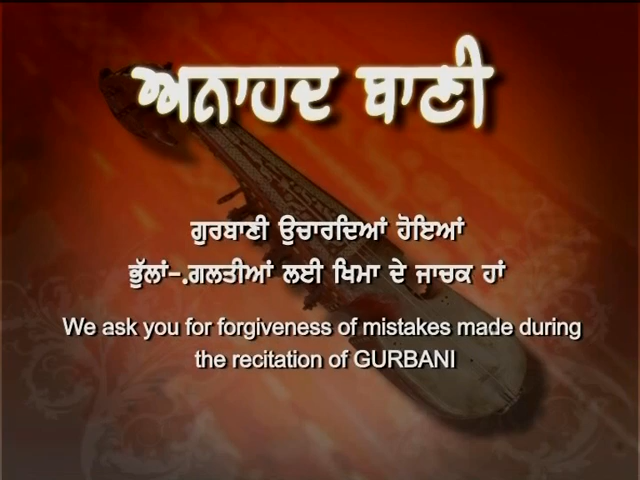 ਅਨਾਹਦ ਬਾਣੀ
ਗੁਰਬਾਣੀ ਉਚਾਰਦਿਆਂ ਹੋਇਆਂ
ਭੁੱਲਾਂ-.ਗਲਤੀਆਂ ਲਈ ਖਿਮਾ ਦੇ ਜਾਚਕ ਹਾਂ
We ask you for forgiveness of mistakes made during
the recitation of GURBANI